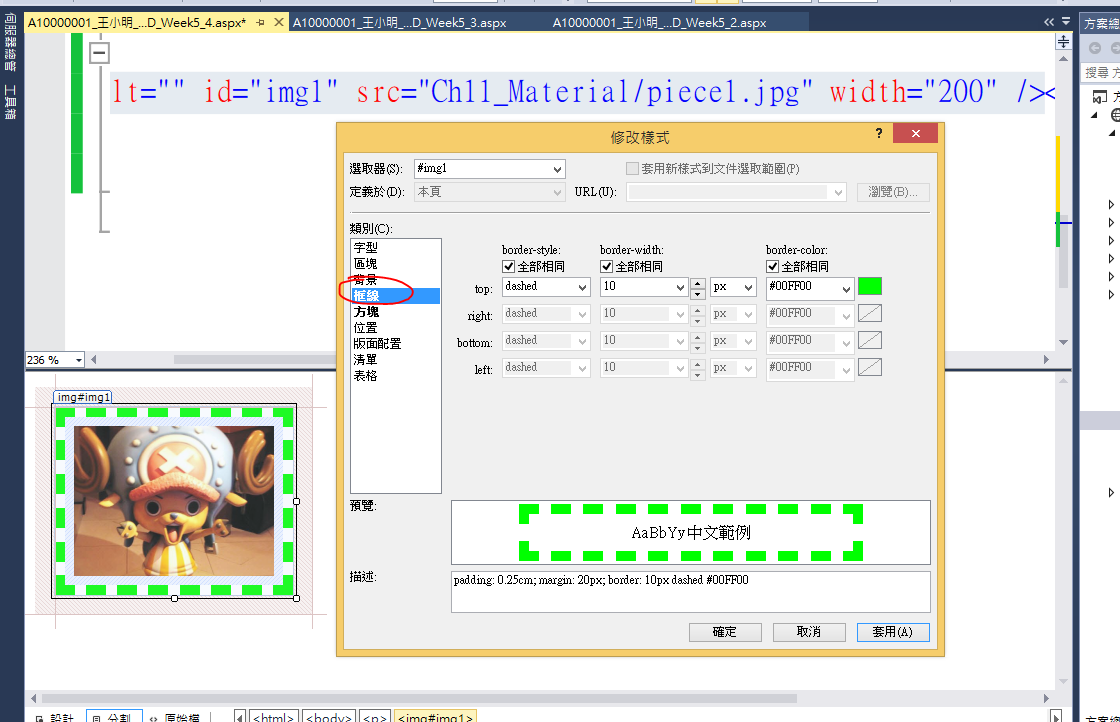 A10000001_王小明_...D_Week5_4.aspx*
A10000001_王小明_...D_Week5_3.aspx
A10000001_王小明_...D_Week5_2.aspx
方案總
伺服器總管
工具箱
搜尋 方
lt="" id="img1" src="Ch11_Material/piece1.jpg" width="200" /><
修改樣式
?
選取器(S):
#img1
套用新樣式到文件選取範圍(P)
定義於(D):
本頁
URL(U):
瀏覽(B)...
類別(C):
字型
區塊
背景
框線
方塊
位置
版面配置
清單
表格
border-style:
border-width:
border-color:
全部相同
全部相同
全部相同
top:
dashed
10
px
#00FF00
right:
dashed
10
px
#00FF00
bottom:
dashed
10
px
#00FF00
left:
dashed
10
px
#00FF00
236 %
img#img1
預覽:
AaBbYy中文範例
描述:
padding: 0.25cm; margin: 20px; border: 10px dashed #00FF00
確定
取消
套用(A)
設計
分割
原始檔
<html>
<body>
<p>
<img#img1>
方案總